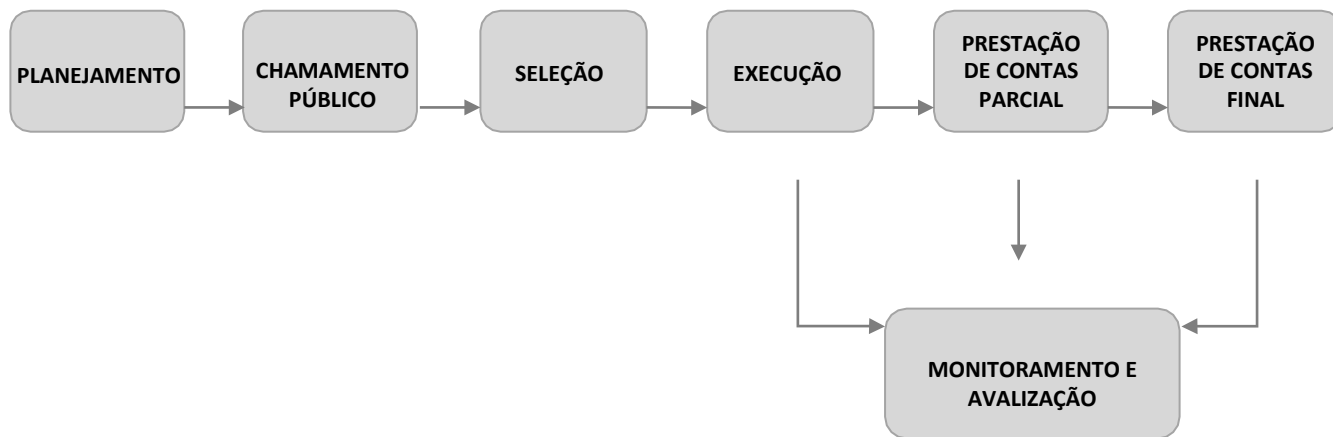 PLANEJAMENTO
CHAMAMENTO
PÚBLICO
SELEÇÃO
EXECUÇÃO
PRESTAÇÃO
DE CONTAS
PARCIAL
PRESTAÇÃO
DE CONTAS
FINAL
MONITORAMENTO E
AVALIZAÇÃO